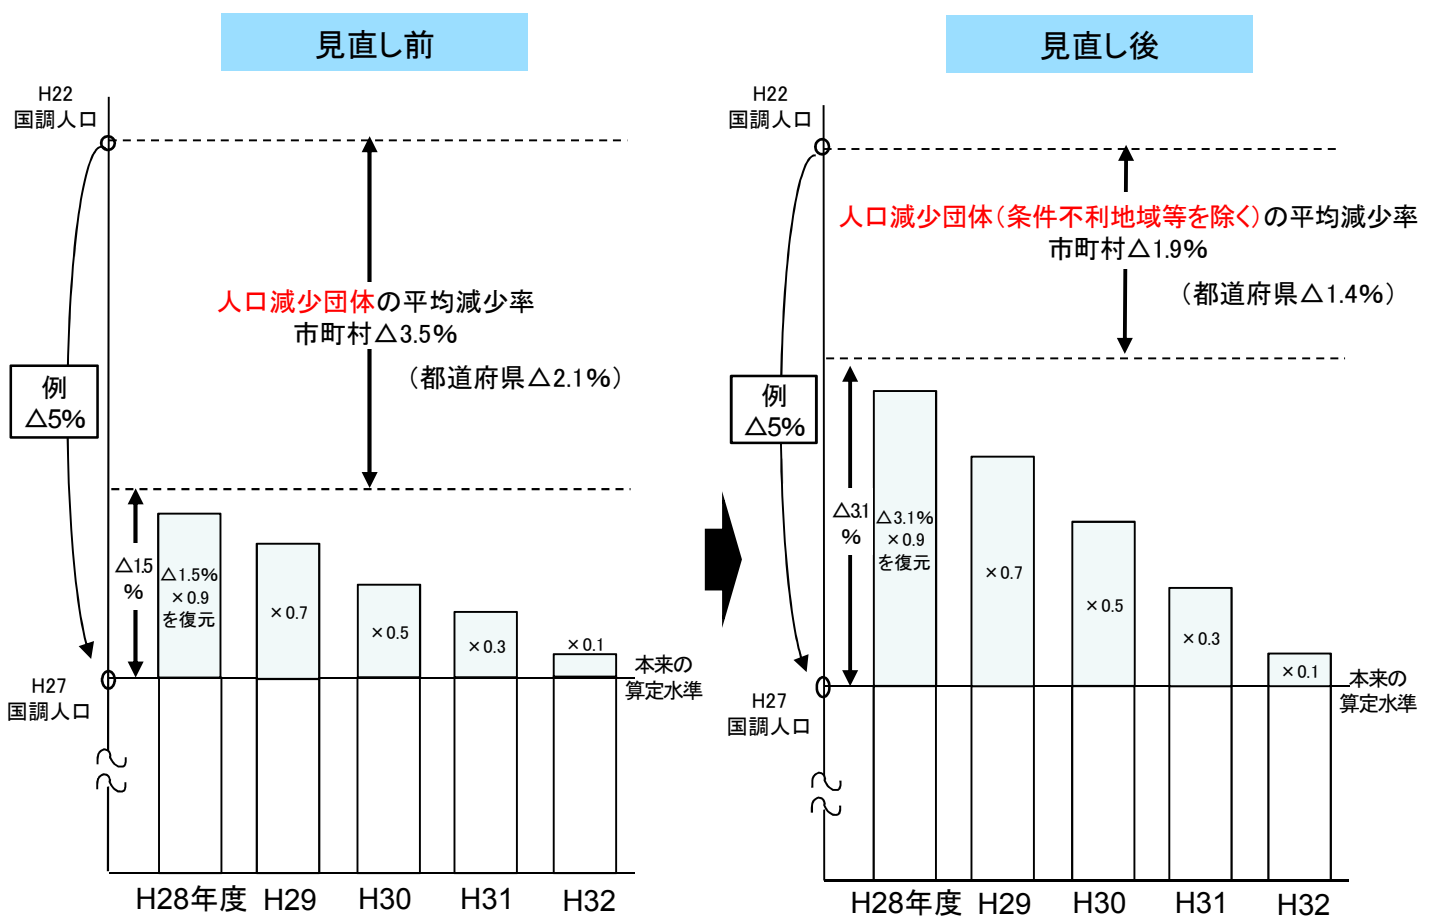 見直し前
H22
国調人口
人口減少団体の平均減少率
市町村△3.5%
（都道府県△2.1%）
例
△5%
△1.5
%
△1.5%
×0.9
を復元
×0.7
×0.5
×0.3
×0.1
本来の
算定水準
H27
国調人口
H28年度
H29
H30
H31
H32
見直し後
H22
国調人口
人口減少団体（条件不利地域等を除く）の平均減少率
市町村△1.9%
（都道府県△1.4%）
例
△5%
△3.1
%
△3.1%
×0.9
を復元
×0.7
×0.5
×0.3
×0.1
本来の
算定水準
H27
国調人口
H28年度
H29
H30
H31
H32